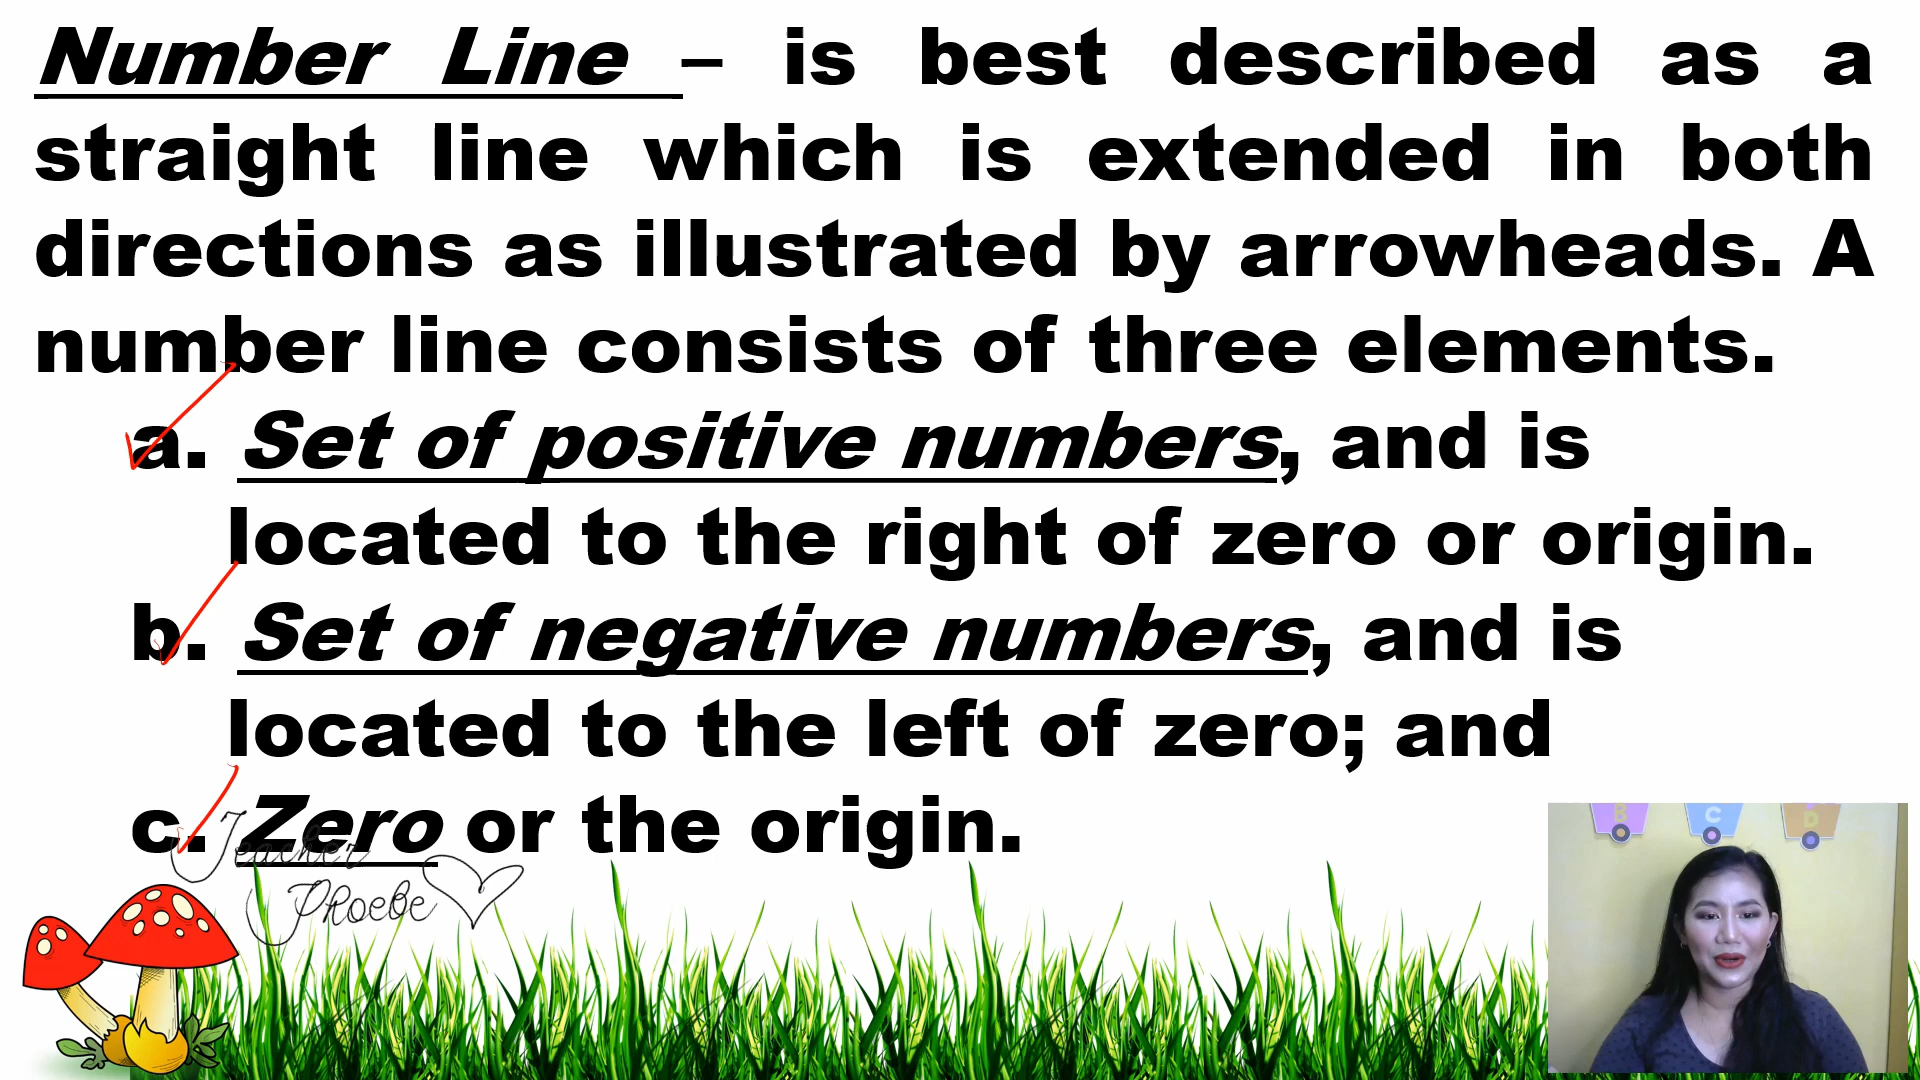 Number Line – is best described as a
straight line which is extended in both
directions as illustrated by arrowheads. A
number line consists of three elements.
a. Set of positive numbers, and is
located to the right of zero or origin.
b. Set of negative numbers, and is
located to the left of zero; and
c. Zero or the origin.
Teacher
Phoebe
B C D